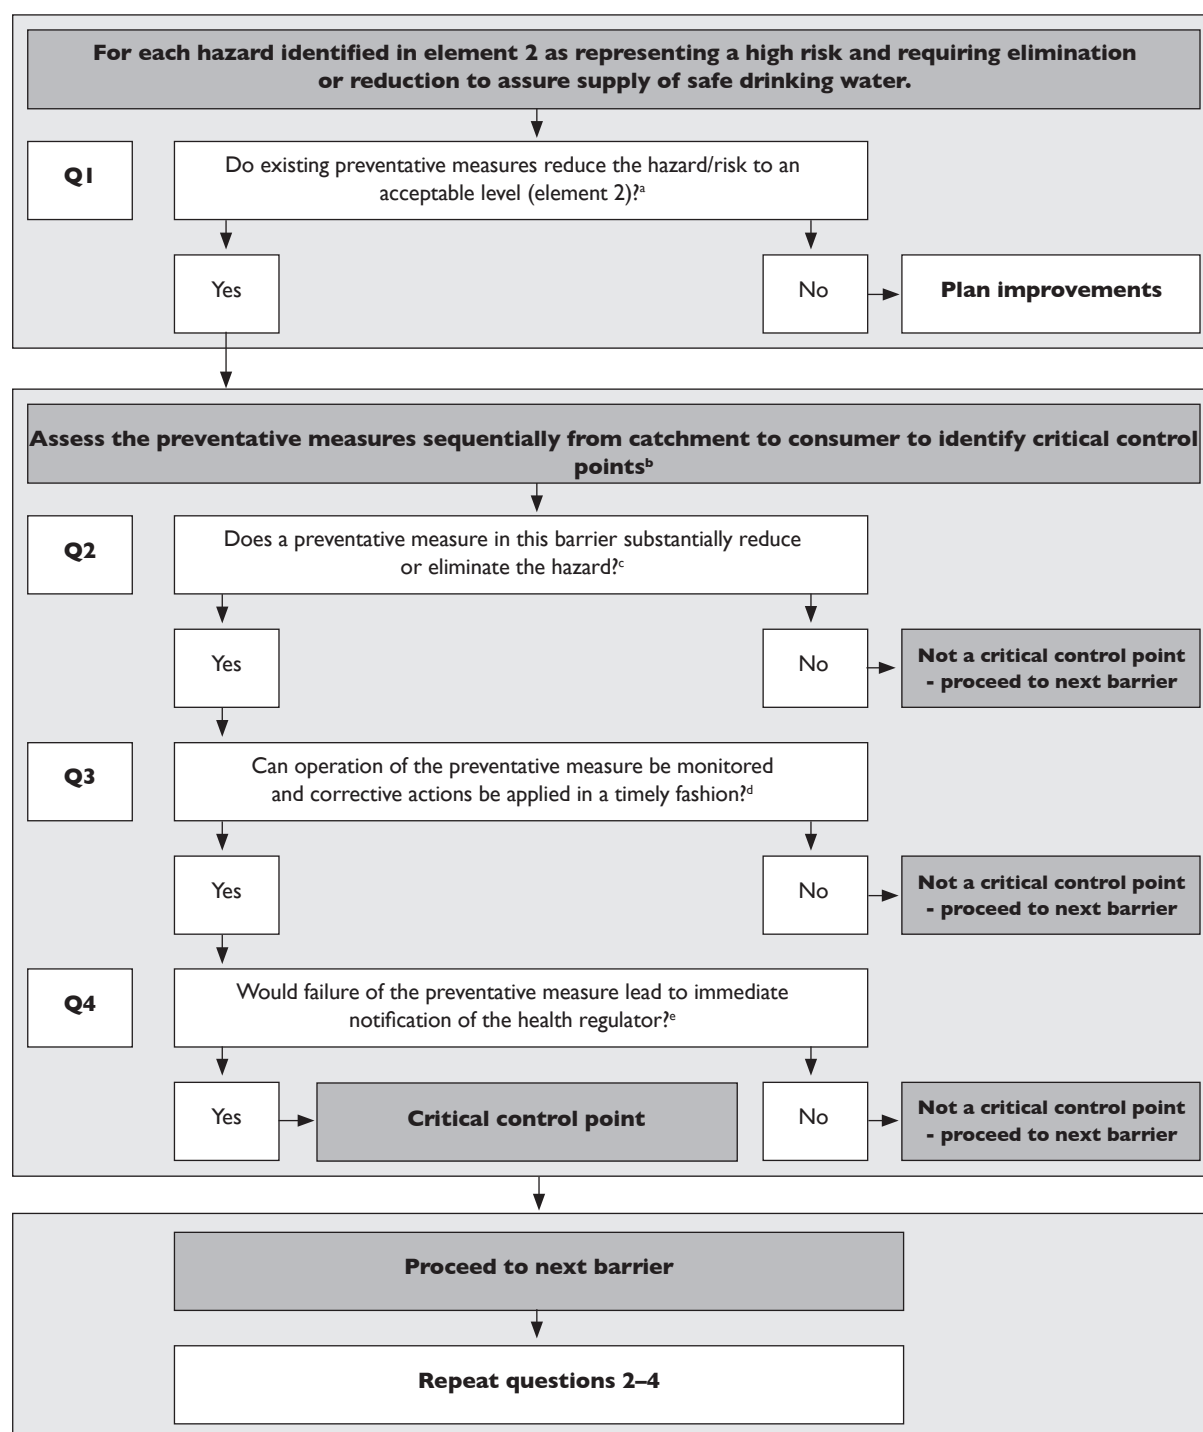 For each hazard identified in element 2 as representing a high risk and requiring elimination
or reduction to assure supply of safe drinking water.
Q1
Do existing preventative measures reduce the hazard/risk to an
acceptable level (element 2)?ᵃ
Yes
No
Plan improvements
Assess the preventative measures sequentially from catchment to consumer to identify critical control
pointsᵇ
Q2
Does a preventative measure in this barrier substantially reduce
or eliminate the hazard?ᶜ
Yes
No
Not a critical control point
- proceed to next barrier
Q3
Can operation of the preventative measure be monitored
and corrective actions be applied in a timely fashion?ᵈ
Yes
No
Not a critical control point
- proceed to next barrier
Q4
Would failure of the preventative measure lead to immediate
notification of the health regulator?ᵉ
Yes
Critical control point
No
Not a critical control point
- proceed to next barrier
Proceed to next barrier
Repeat questions 2–4